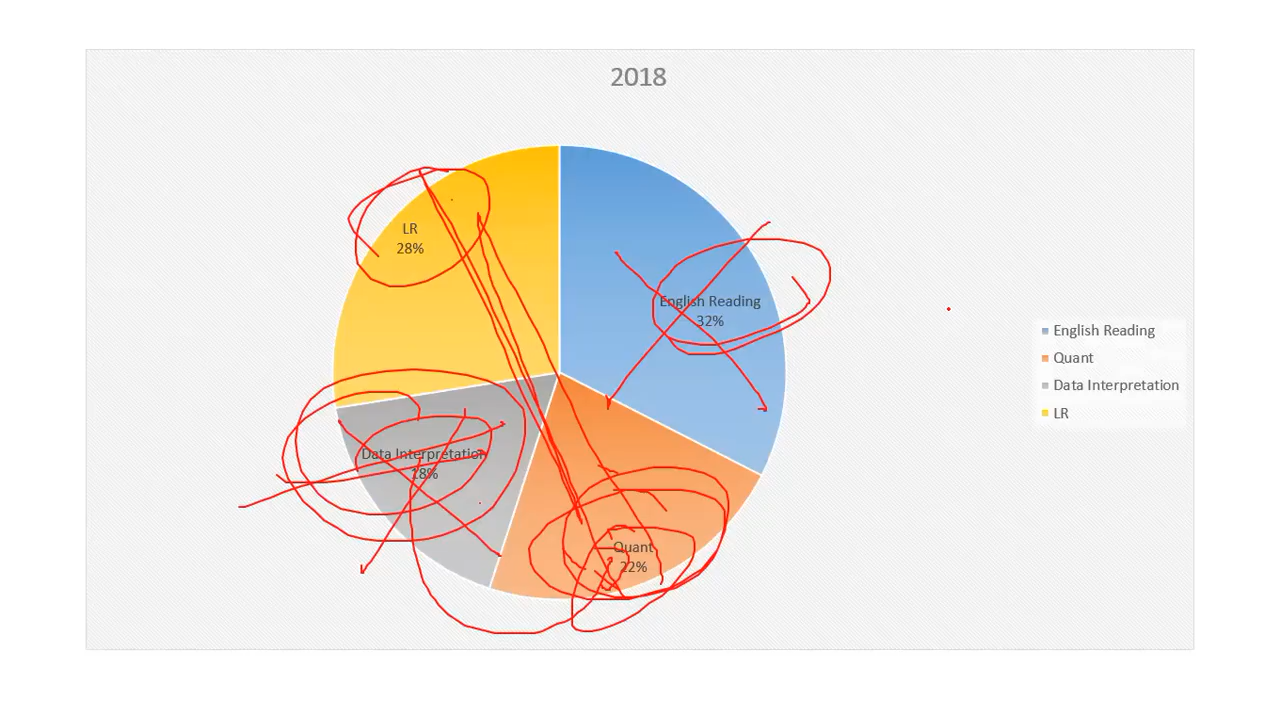 2018
LR
28%
English Reading
32%
Data Interpretation
18%
Quant
22%
English Reading
Quant
Data Interpretation
LR